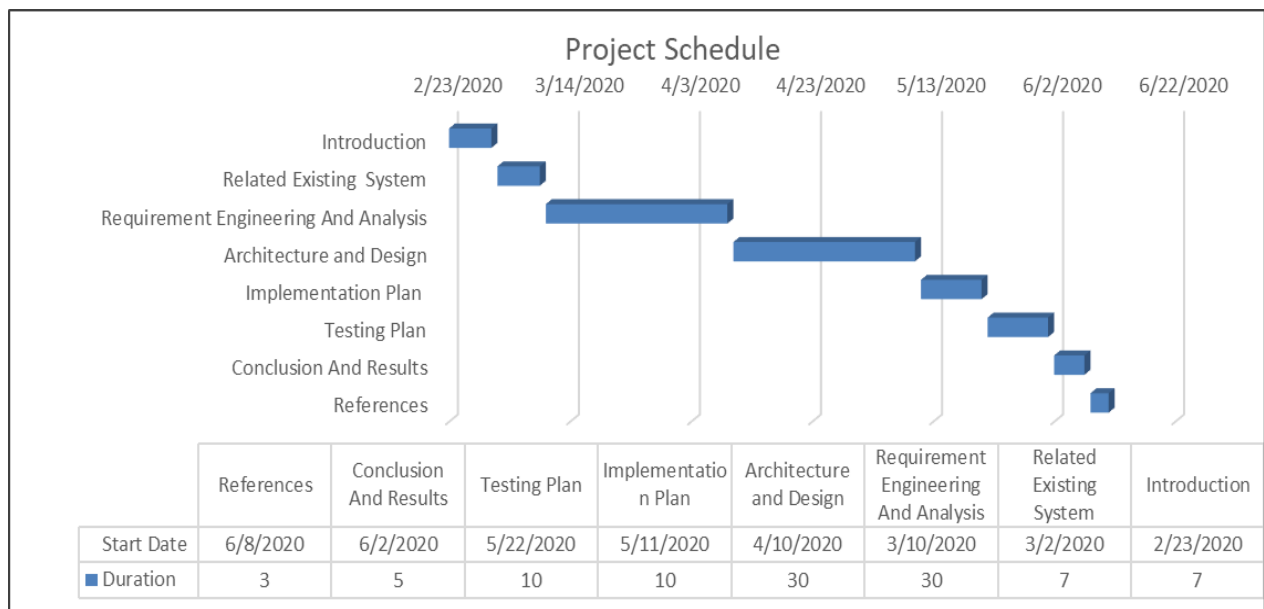 Project Schedule
2/23/2020 3/14/2020 4/3/2020 4/23/2020 5/13/2020 6/2/2020 6/22/2020
Introduction
Related Existing System
Requirement Engineering And Analysis
Architecture and Design
Implementation Plan
Testing Plan
Conclusion And Results
References
References
Conclusion
And Results
Testing Plan
Implementatio
n Plan
Architecture
and Design
Requirement
Engineering
And Analysis
Related
Existing
System
Introduction
Start Date 6/8/2020 6/2/2020 5/22/2020 5/11/2020 4/10/2020 3/10/2020 3/2/2020 2/23/2020
Duration 3 5 10 10 30 30 7 7